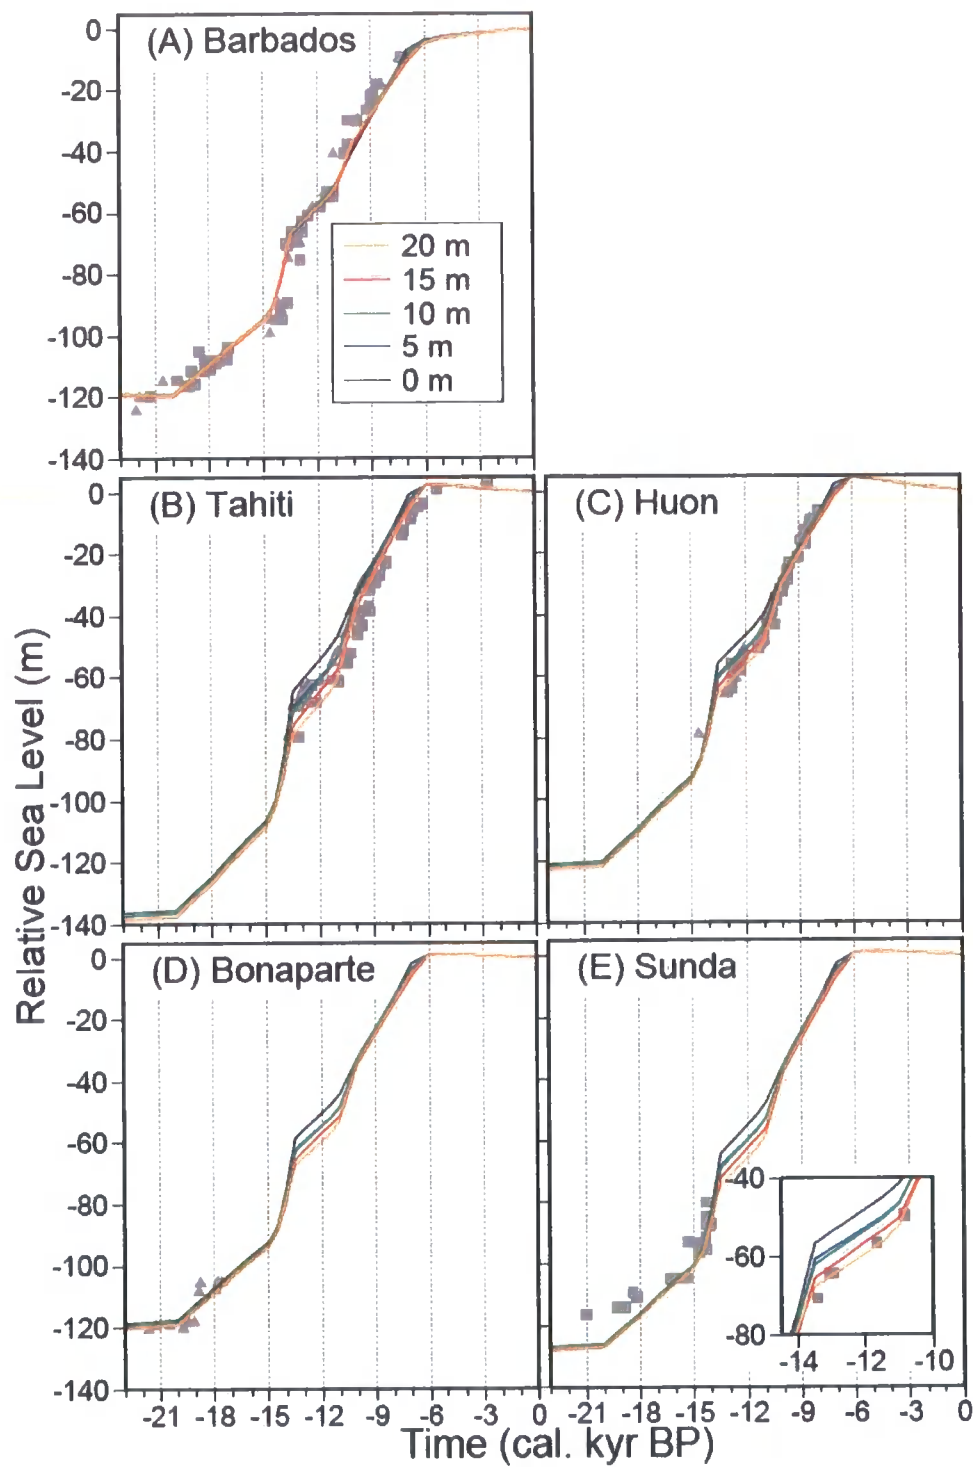 (A) Barbados
0
-20
-40
-60
-80
-100
-120
-140
20 m
15 m
10 m
5 m
0 m
(B) Tahiti
0
-20
-40
-60
-80
-100
-120
-140
(C) Huon
Relative Sea Level (m)
(D) Bonaparte
0
-20
-40
-60
-80
-100
-120
-140
-21 -18 -15 -12 -9 -6 -3 0
(E) Sunda
-40
-60
-80
-14 -12 -10
-21 -18 -15 -12 -9 -6 -3 0
Time (cal. kyr BP)